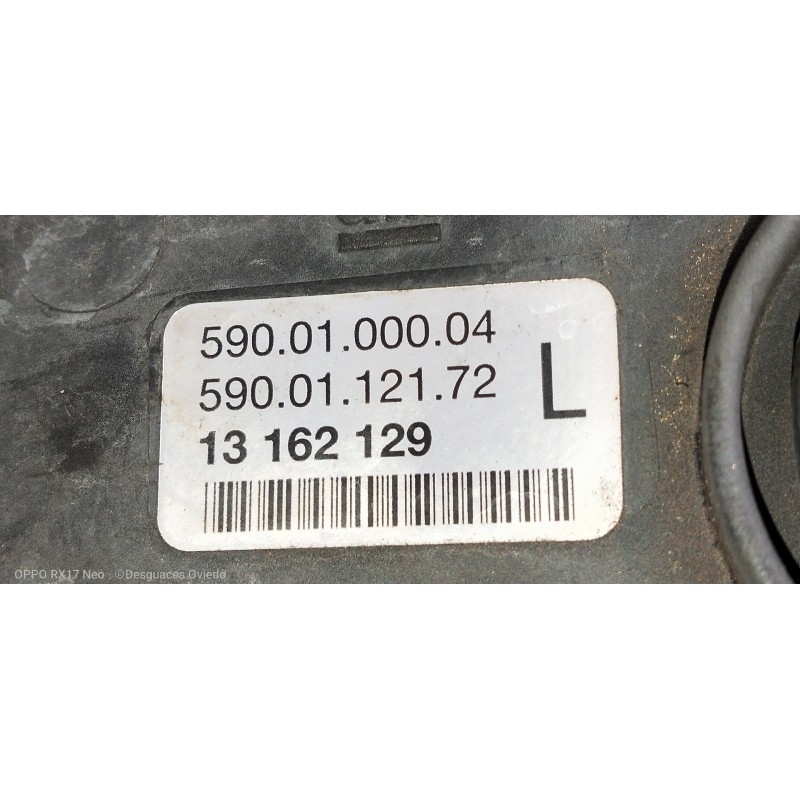 590.01.000.04
590.01.121.72 L
13 162 129
OPPO RX17 Neo ©Desguaces Oviedo